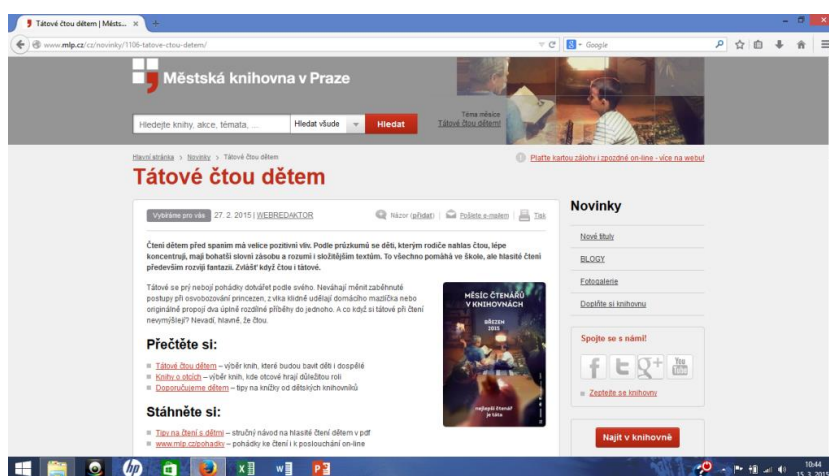 Tátové čtou dětem | Městs...
www.mlp.cz/cz/novinky/1106-tatove-ctou-detem/
Google
Městská knihovna v Praze
Hledejte knihy, akce, témata, ...
Hledat všude
Hledat
Téma měsíce
Tátové čtou dětem!
Hlavní stránka > Novinky > Tátové čtou dětem
Plaťte kartou zálohy i zpozdné on-line - více na webu!
Tátové čtou dětem
Vybíráme pro vás
27. 2. 2015 | WEBREDAKTOR
Názor (přidat)
Pošlete e-mailem
Tisk
Čtení dětem před spaním má velice pozitivní vliv. Podle průzkumů se děti, kterým rodiče nahlas čtou, lépe
koncentrují, mají bohatší slovní zásobu a rozumí i složitějším textům. To všechno pomáhá ve škole, ale hlasité čtení
především rozvíjí fantazii. Zvlášť když čtou i tátové.
Tátové se prý nebojí pohádky dotvářet podle svého. Neváhají měnit zaběhnuté
postupy při osvobozování princezen, z vlka klidně udělají domácího mazlíčka nebo
originálně propojí dva úplně rozdílné příběhy do jednoho. A co když si tátové při čtení
nevymýšlejí? Nevadí, hlavně, že čtou.
MĚSÍC ČTENÁŘŮ
V KNIHOVNÁCH
BŘEZEN
2015
nejlepší čtenář
je táta
Přečtěte si:
Tátové čtou dětem – výběr knih, které budou bavit děti i dospělé
Knihy o otcích – výběr knih, kde otcové hrají důležitou roli
Doporučujeme dětem – tipy na knížky od dětských knihovníků
Stáhněte si:
Tipy na čtení s dětmi – stručný návod na hlasité čtení dětem v pdf
www.mlp.cz/pohadky – pohádky ke čtení i k poslouchání on-line
Novinky
Nové tituly
BLOGY
Fotogalerie
Doplňte si knihovnu
Spojte se s námi!
You
Tube
Zeptejte se knihovny
Najít v knihovně
10:44
15. 3. 2015